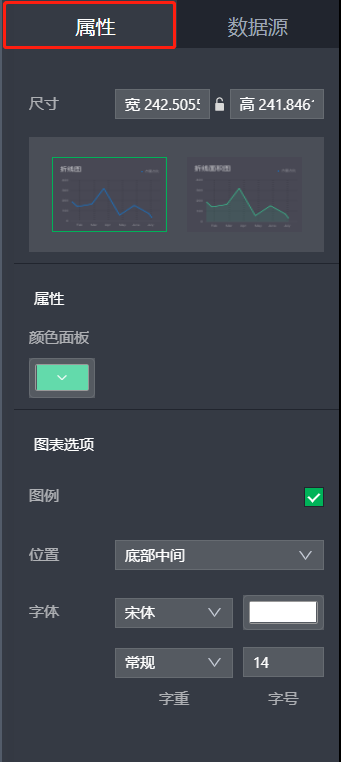 属性 数据源
尺寸 宽 242.505 高 241.846
折线图 折线面积图
属性
颜色面板
图表选项
图例
位置 底部中间
字体 宋体
常规 14
字重 字号